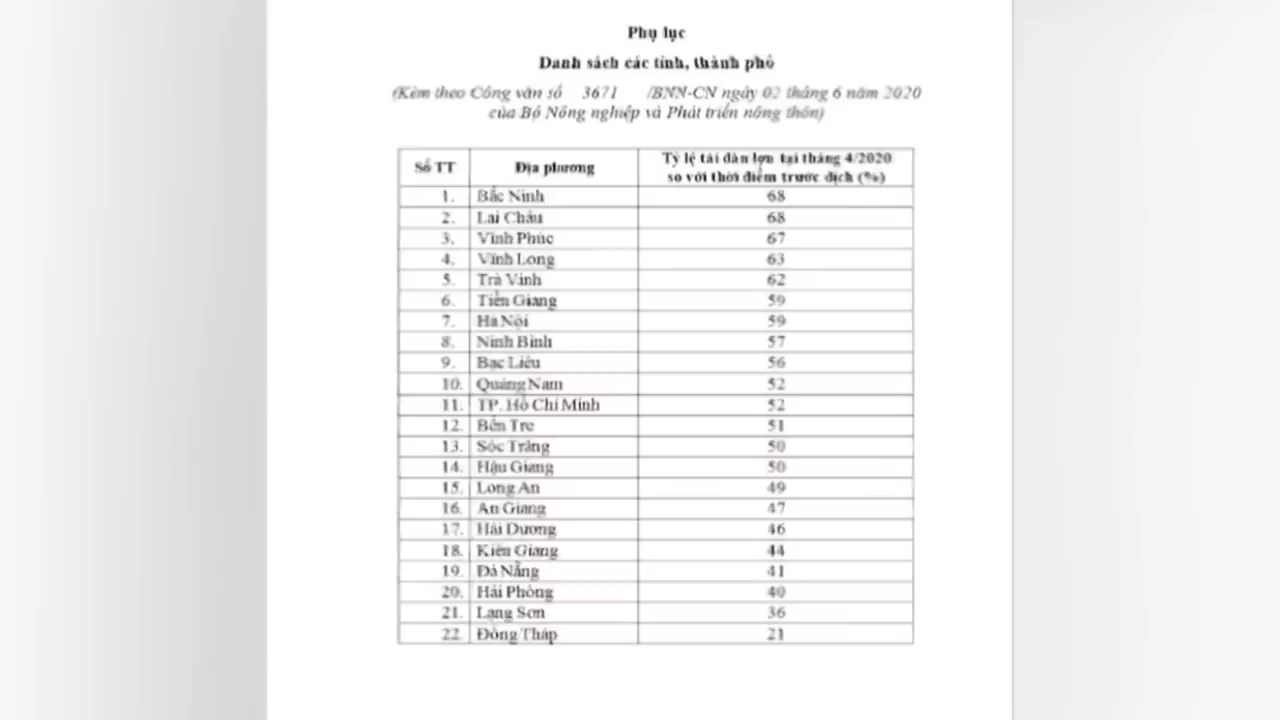 Phụ lục
Danh sách các tỉnh, thành phố
(Kèm theo Công văn số 3671 /BNN-CN ngày 02 tháng 6 năm 2020
của Bộ Nông nghiệp và Phát triển nông thôn)
Số TT Địa phương Tỷ lệ tái đàn lợn tại tháng 4/2020
so với thời điểm trước dịch (%)
1. Bắc Ninh 68
2. Lai Châu 68
3. Vĩnh Phúc 67
4. Vĩnh Long 63
5. Trà Vinh 62
6. Tiền Giang 59
7. Hà Nội 59
8. Ninh Bình 57
9. Bạc Liêu 56
10. Quảng Nam 52
11. TP. Hồ Chí Minh 52
12. Bến Tre 51
13. Sóc Trăng 50
14. Hậu Giang 50
15. Long An 49
16. An Giang 47
17. Hải Dương 46
18. Kiên Giang 44
19. Đà Nẵng 41
20. Hải Phòng 40
21. Lạng Sơn 36
22. Đồng Tháp 21